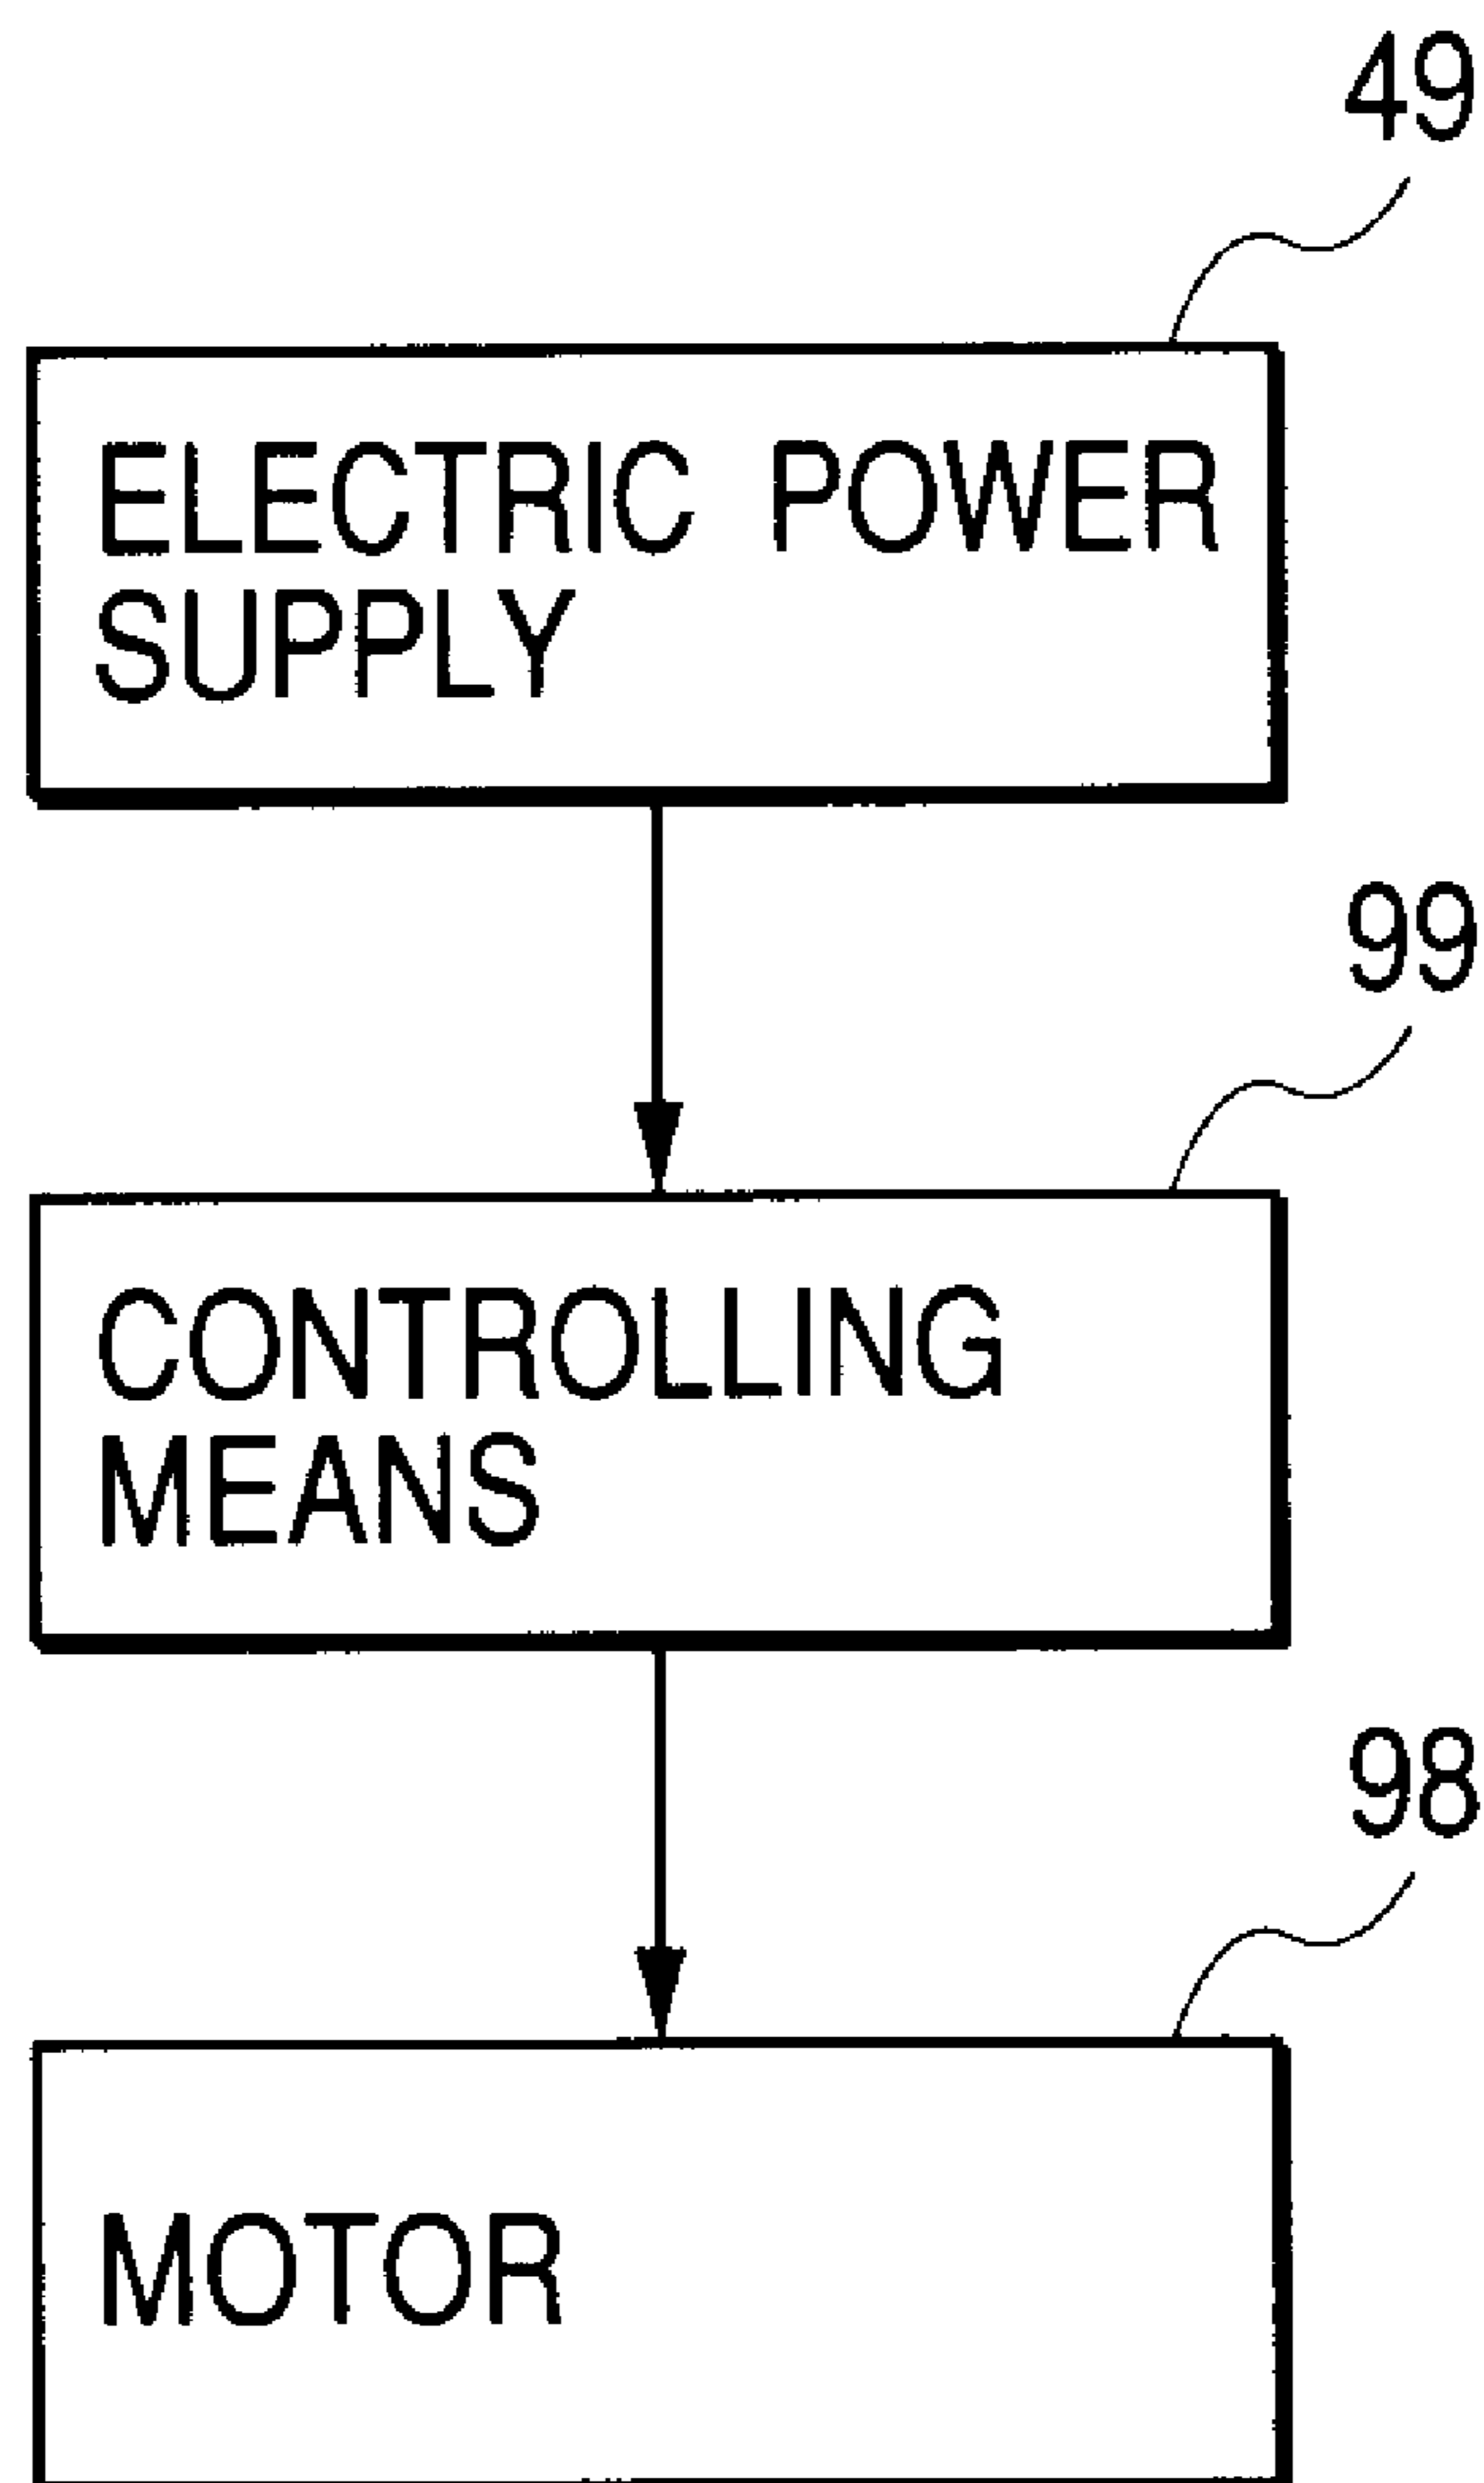 49
ELECTRIC POWER
SUPPLY
99
CONTROLLING
MEANS
98
MOTOR